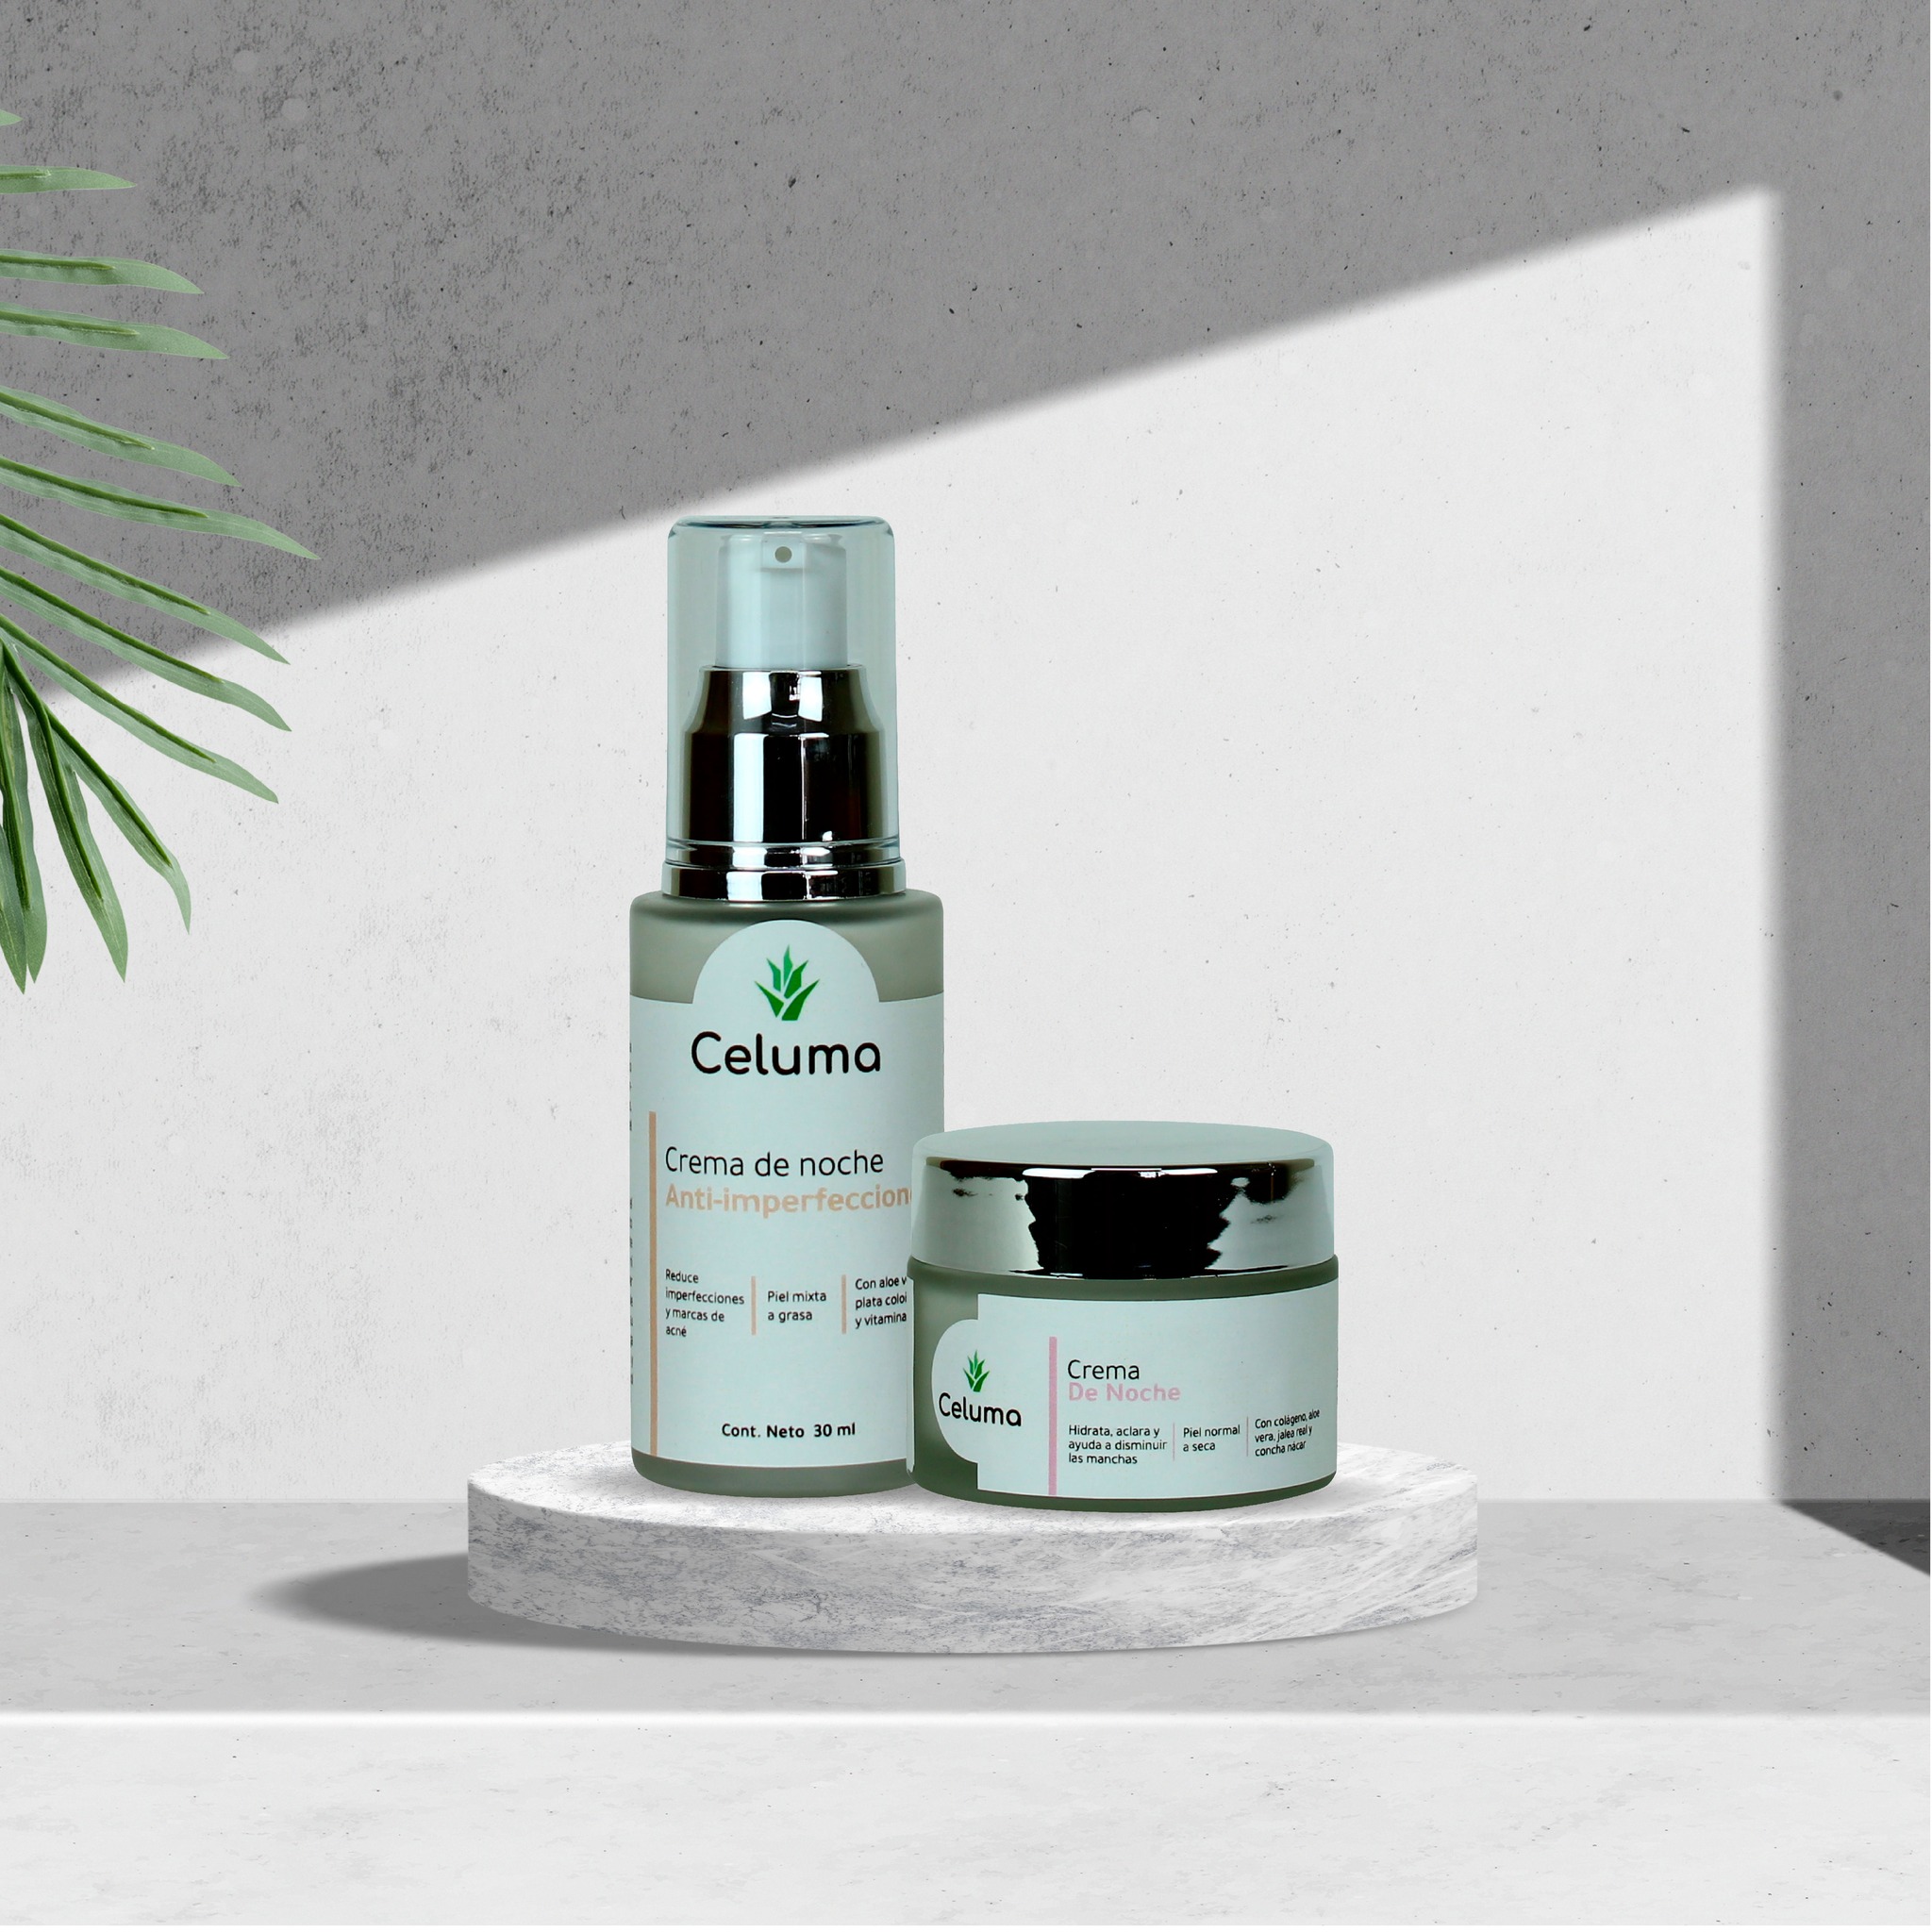 Celuma
Crema de noche
Anti-imperfeccion
Reduce
imperfecciones
y marcas de
acné
Piel mixta
a grasa
Con aloe v
plata coloi
y vitamina
Cont. Neto 30 ml
Celuma
Crema
De Noche
Hidrata, aclara y
ayuda a disminuir
las manchas
Piel normal
a seca
Con colágeno, aloe
vera, jalea real y
concha nácar